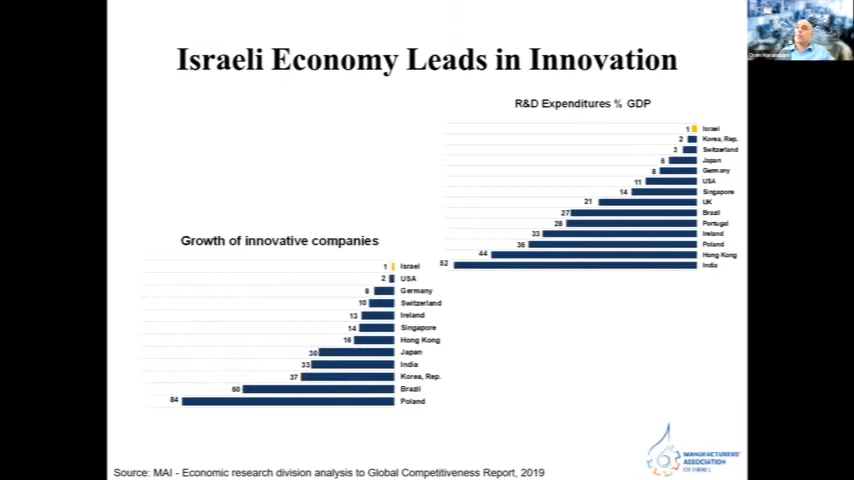 Israeli Economy Leads in Innovation
R&D Expenditures % GDP
1 Israel
2 Korea, Rep.
3 Switzerland
6 Japan
8 Germany
11 USA
14 Singapore
21 UK
27 Brazil
28 Portugal
33 Ireland
36 Poland
44 Hong Kong
52 India
Growth of innovative companies
1 Israel
2 USA
8 Germany
10 Switzerland
13 Ireland
14 Singapore
16 Hong Kong
30 Japan
33 India
37 Korea, Rep.
60 Brazil
84 Poland
MANUFACTURERS'
ASSOCIATION
OF ISRAEL
Source: MAI - Economic research division analysis to Global Competitiveness Report, 2019